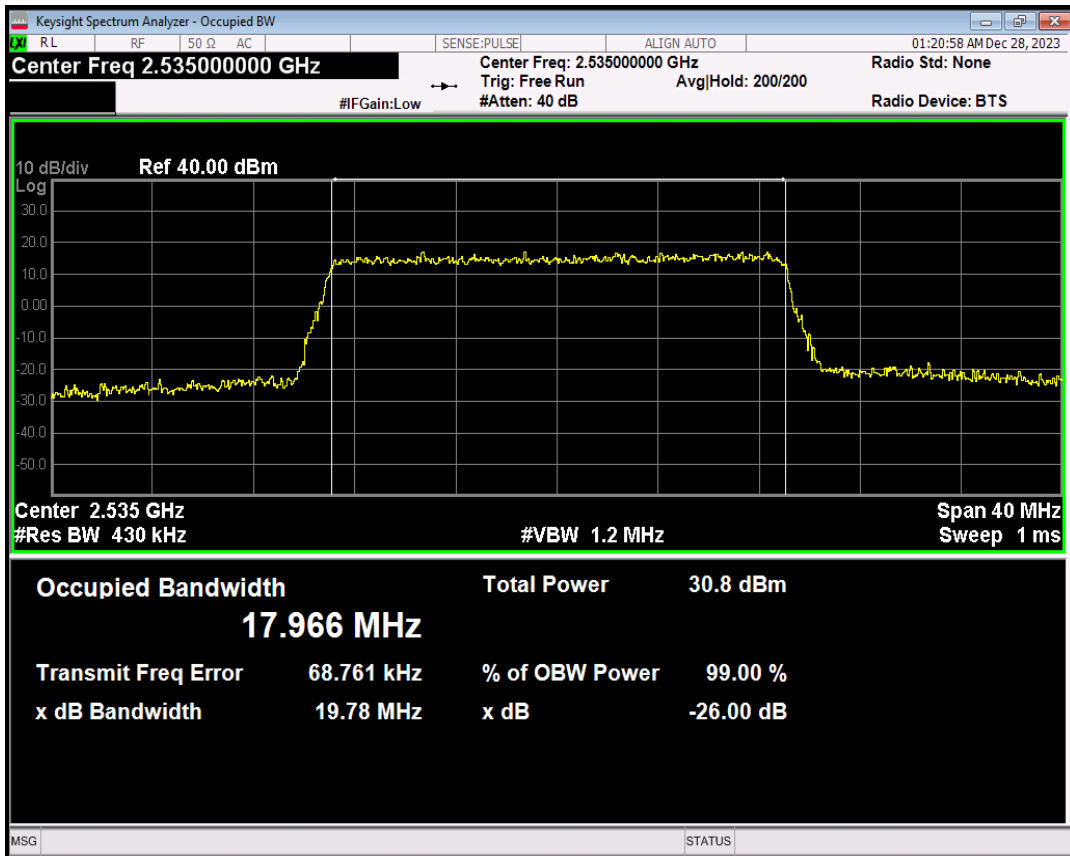 Keysight Spectrum Analyzer - Occupied BW
LXI RL RF 50 Ω AC SENSE:PULSE ALIGN AUTO 01:20:58 AM Dec 28, 2023
Center Freq 2.535000000 GHz Center Freq: 2.535000000 GHz Radio Std: None
Trig: Free Run Avg|Hold: 200/200
#IFGain:Low #Atten: 40 dB Radio Device: BTS
10 dB/div Ref 40.00 dBm
Log
30.0
20.0
10.0
0.00
-10.0
-20.0
-30.0
-40.0
-50.0
Center 2.535 GHz Span 40 MHz
#Res BW 430 kHz #VBW 1.2 MHz Sweep 1 ms
Occupied Bandwidth Total Power 30.8 dBm
17.966 MHz
Transmit Freq Error 68.761 kHz % of OBW Power 99.00 %
x dB Bandwidth 19.78 MHz x dB -26.00 dB
MSG STATUS